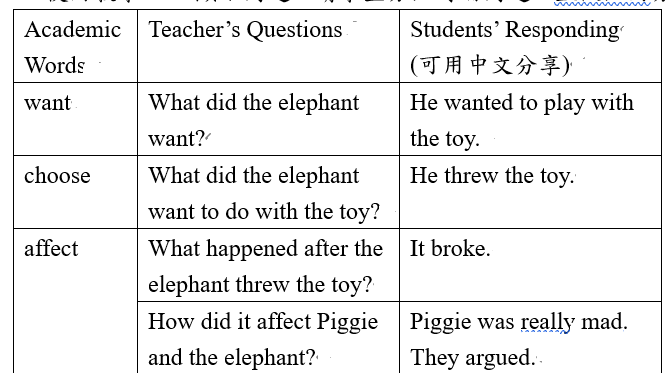 Academic Words
Teacher’s Questions
Students’ Responding
(可用中文分享)
want
What did the elephant
want?
He wanted to play with
the toy.
choose
What did the elephant
want to do with the toy?
He threw the toy.
affect
What happened after the
elephant threw the toy?
It broke.
How did it affect Piggie
and the elephant?
Piggie was really mad.
They argued.